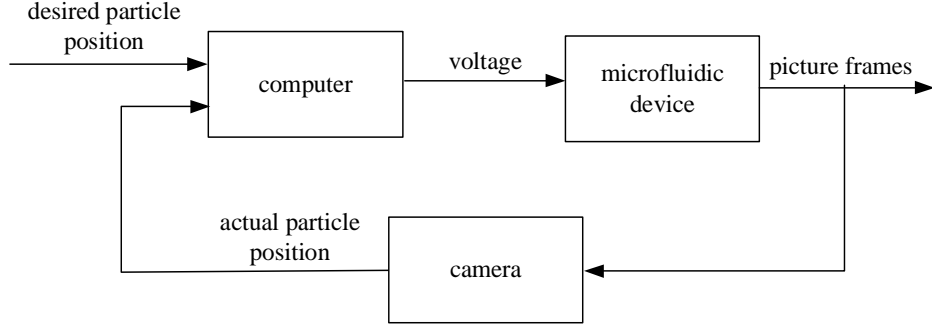 desired particle
position
computer
voltage
microfluidic
device
picture frames
actual particle
position
camera